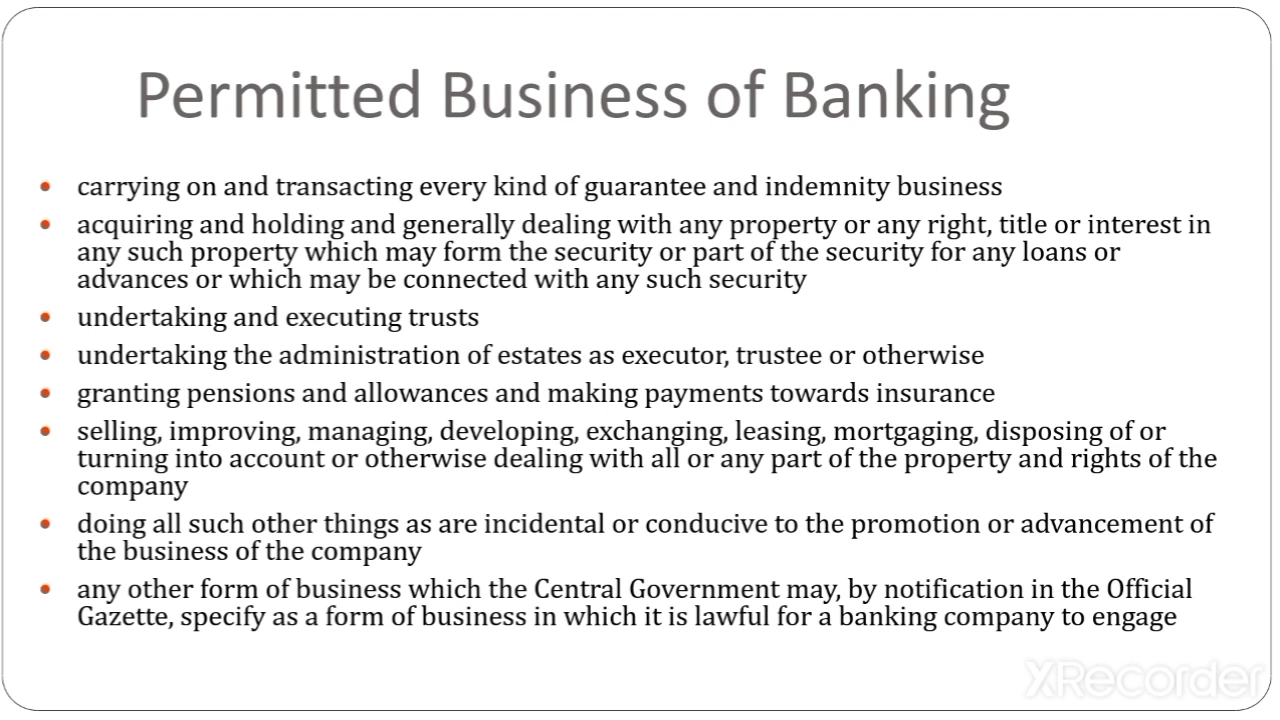 Permitted Business of Banking
carrying on and transacting every kind of guarantee and indemnity business
acquiring and holding and generally dealing with any property or any right, title or interest in
any such property which may form the security or part of the security for any loans or
advances or which may be connected with any such security
undertaking and executing trusts
undertaking the administration of estates as executor, trustee or otherwise
granting pensions and allowances and making payments towards insurance
selling, improving, managing, developing, exchanging, leasing, mortgaging, disposing of or
turning into account or otherwise dealing with all or any part of the property and rights of the
company
doing all such other things as are incidental or conducive to the promotion or advancement of
the business of the company
any other form of business which the Central Government may, by notification in the Official
Gazette, specify as a form of business in which it is lawful for a banking company to engage
XRecorder